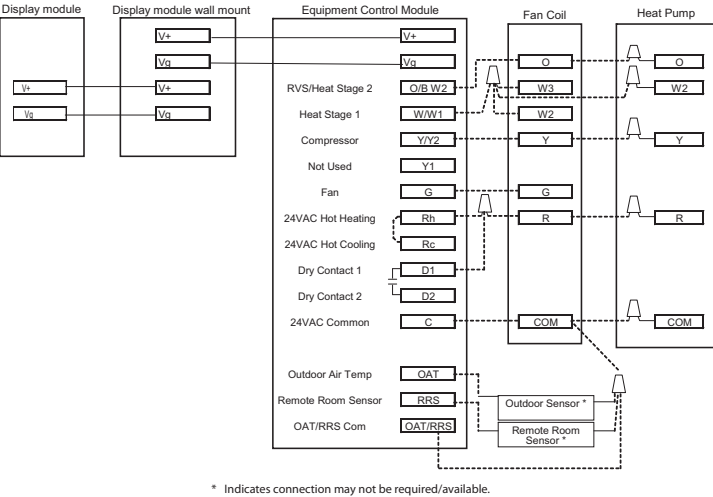 Display module
Display module wall mount
Equipment Control Module
Fan Coil
Heat Pump
V+
V+
Vg
Vg
O
O
V+
V+
RVS/Heat Stage 2
O/B W2
W3
W2
Vg
Vg
Heat Stage 1
W/W1
W2
Compressor
Y/Y2
Y
Y
Not Used
Y1
Fan
G
G
24VAC Hot Heating
Rh
R
R
24VAC Hot Cooling
Rc
Dry Contact 1
D1
Dry Contact 2
D2
24VAC Common
C
COM
COM
Outdoor Air Temp
OAT
Outdoor Sensor *
Remote Room Sensor
RRS
OAT/RRS Com
OAT/RRS
Remote Room
Sensor *
* Indicates connection may not be required/available.